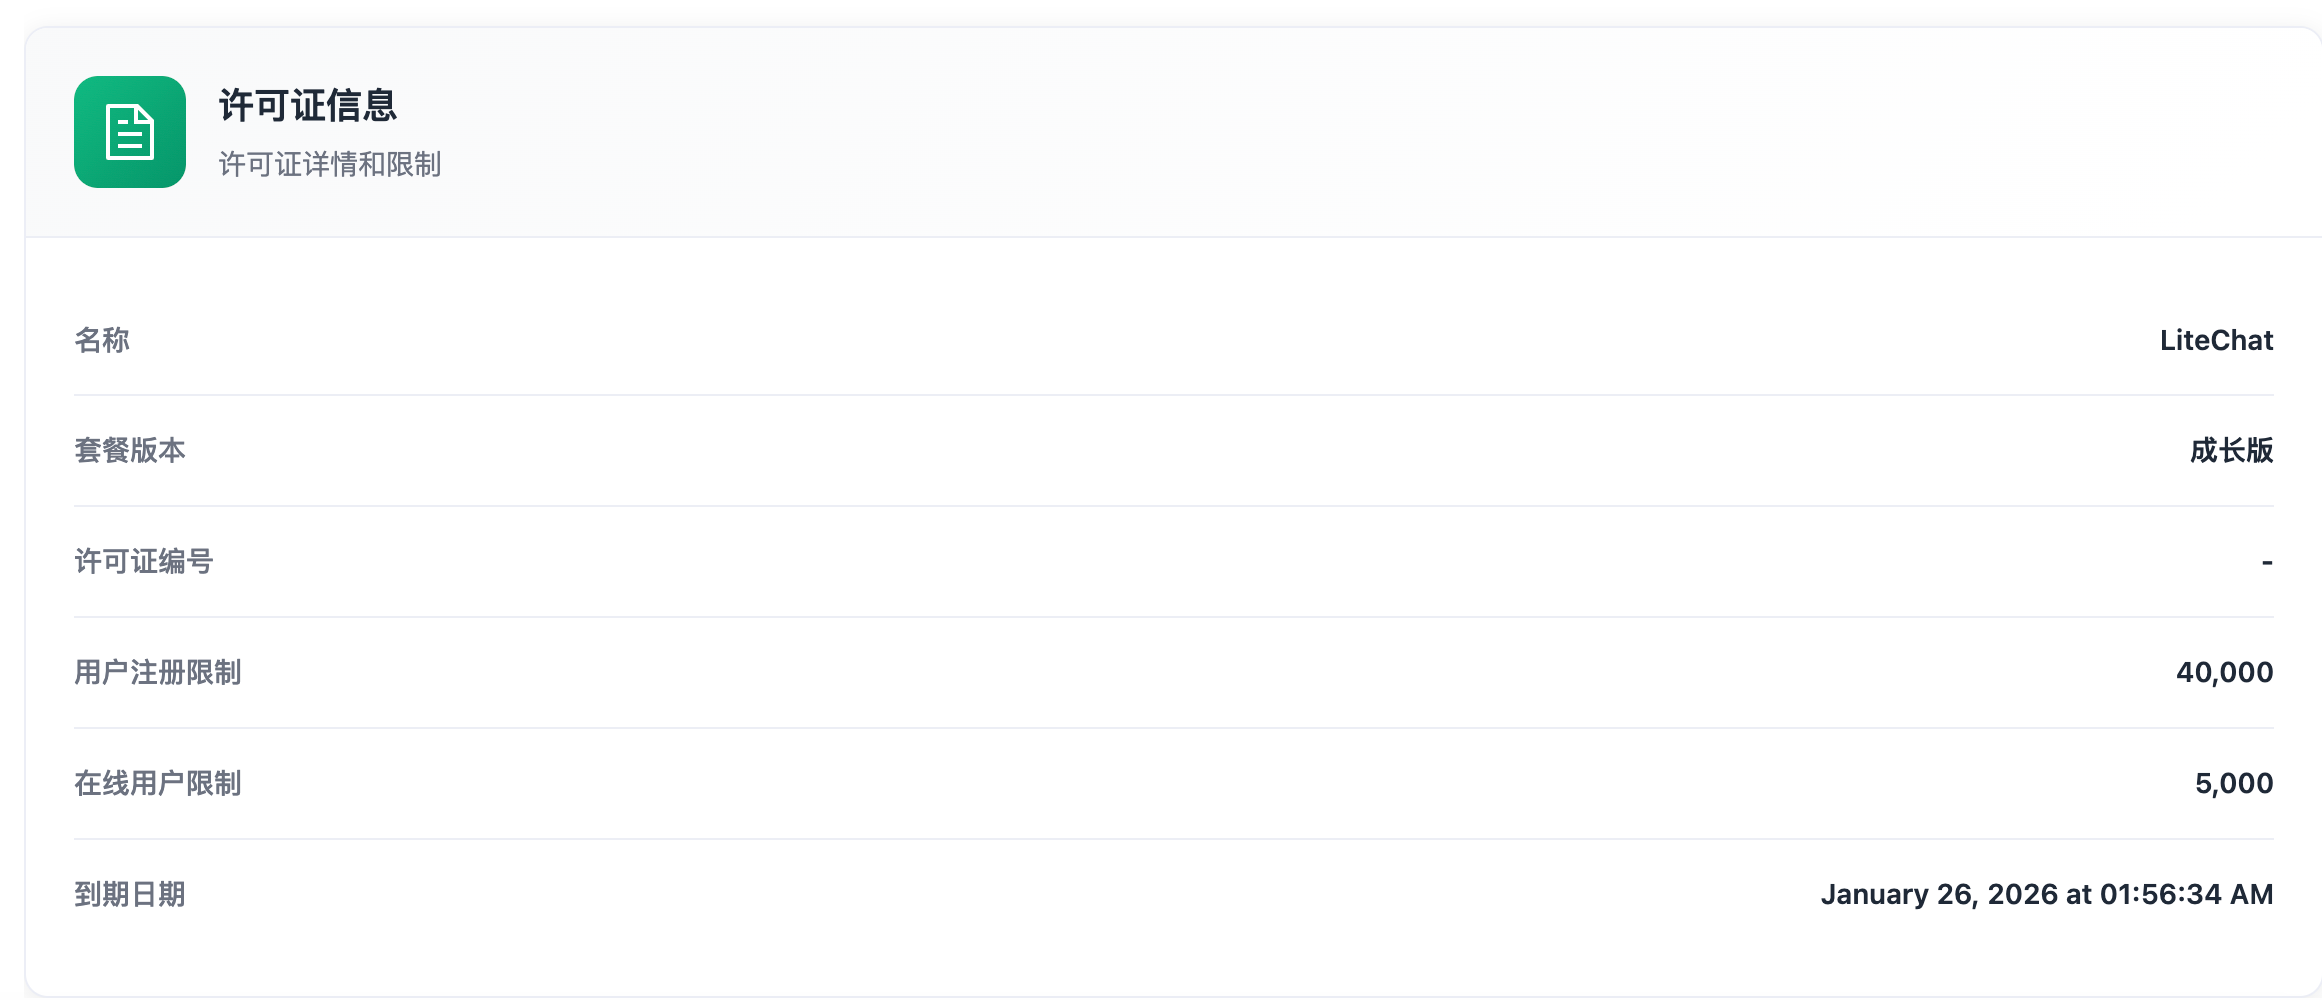 许可证信息
许可证详情和限制
名称 LiteChat
套餐版本 成长版
许可证编号 -
用户注册限制 40,000
在线用户限制 5,000
到期日期 January 26, 2026 at 01:56:34 AM